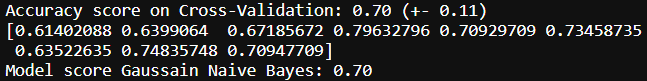 Accuracy score on Cross-Validation: 0.70 (+- 0.11)
[0.61402088 0.6399064  0.67185672 0.79632796 0.70929709 0.73458735
 0.63522635 0.74835748 0.70947709]
Model score Gaussain Naive Bayes: 0.70